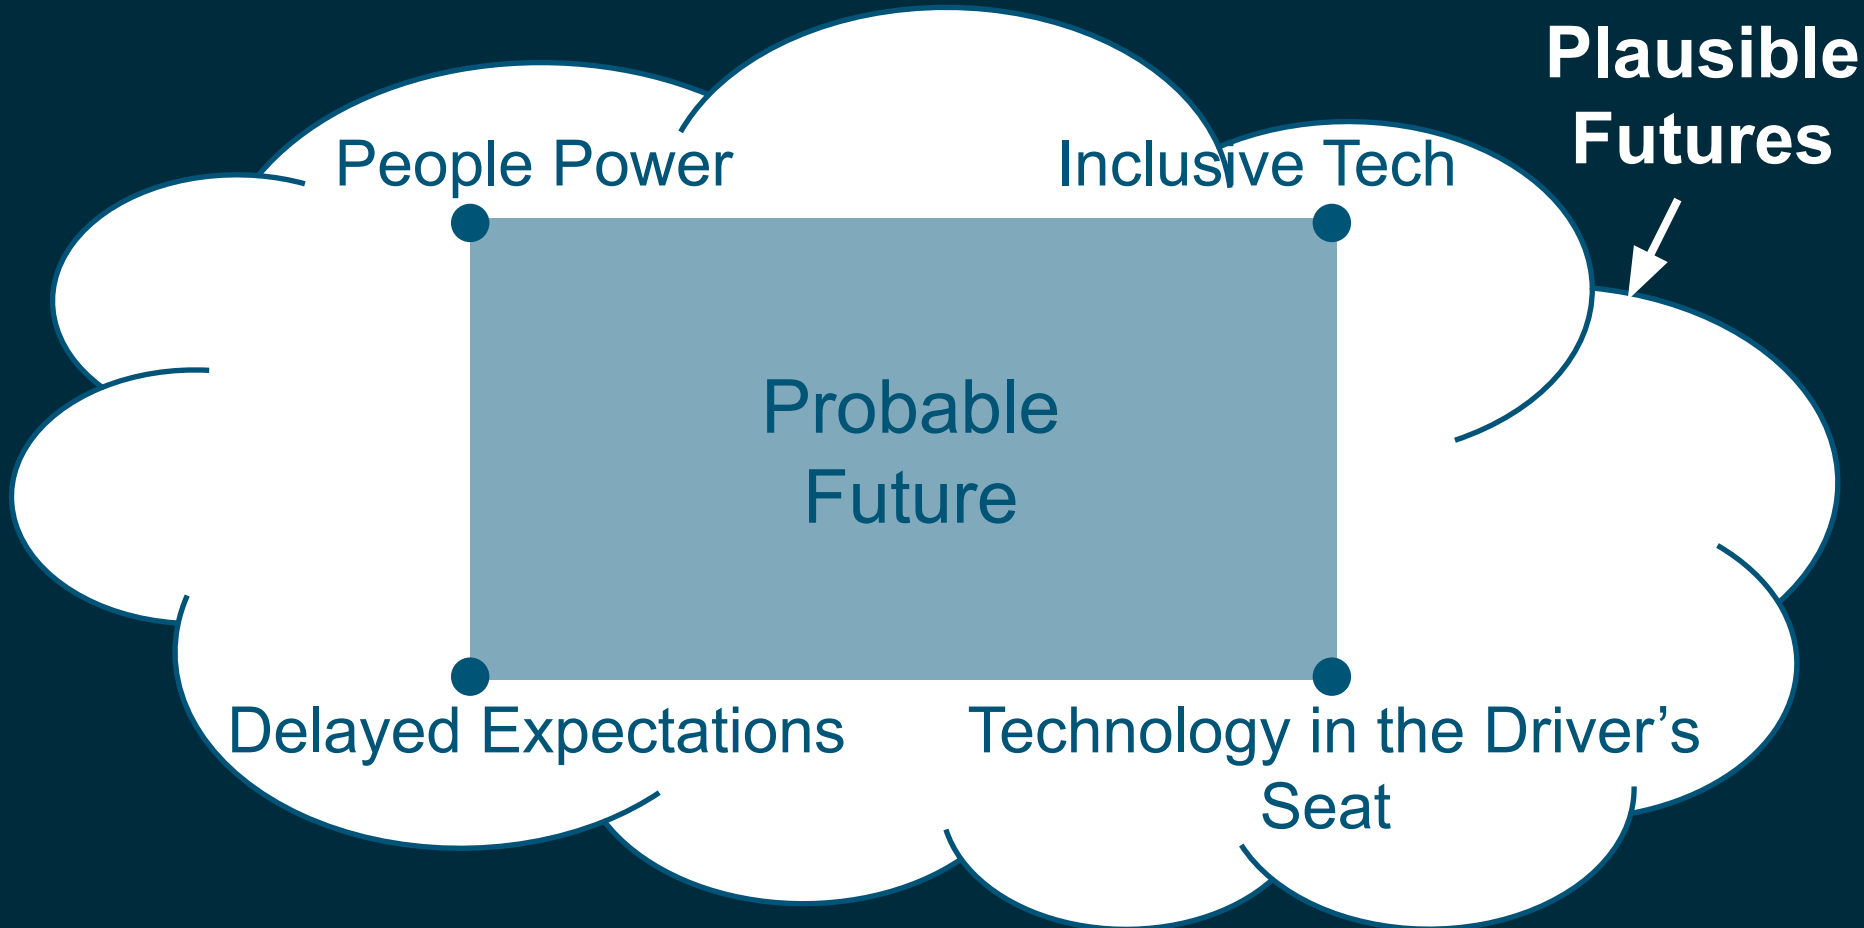 Plausible
Futures
People Power
Inclusive Tech
Probable
Future
Delayed Expectations
Technology in the Driver’s
Seat